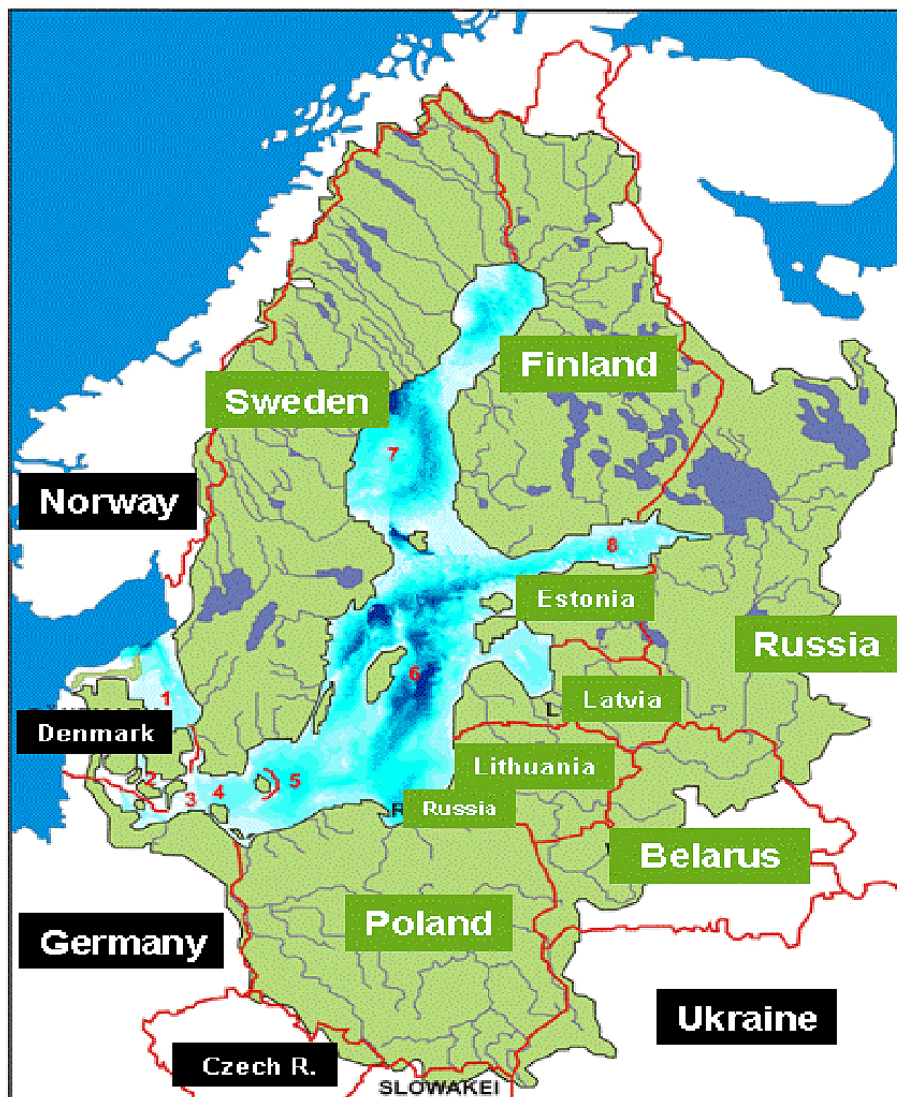 Finland
Sweden
7
Norway
8
Estonia
Russia
6
1
Latvia
L
Denmark
Lithuania
2
5
3
4
R
Russia
Belarus
Poland
Germany
Ukraine
Czech R.
SLOWAKEI